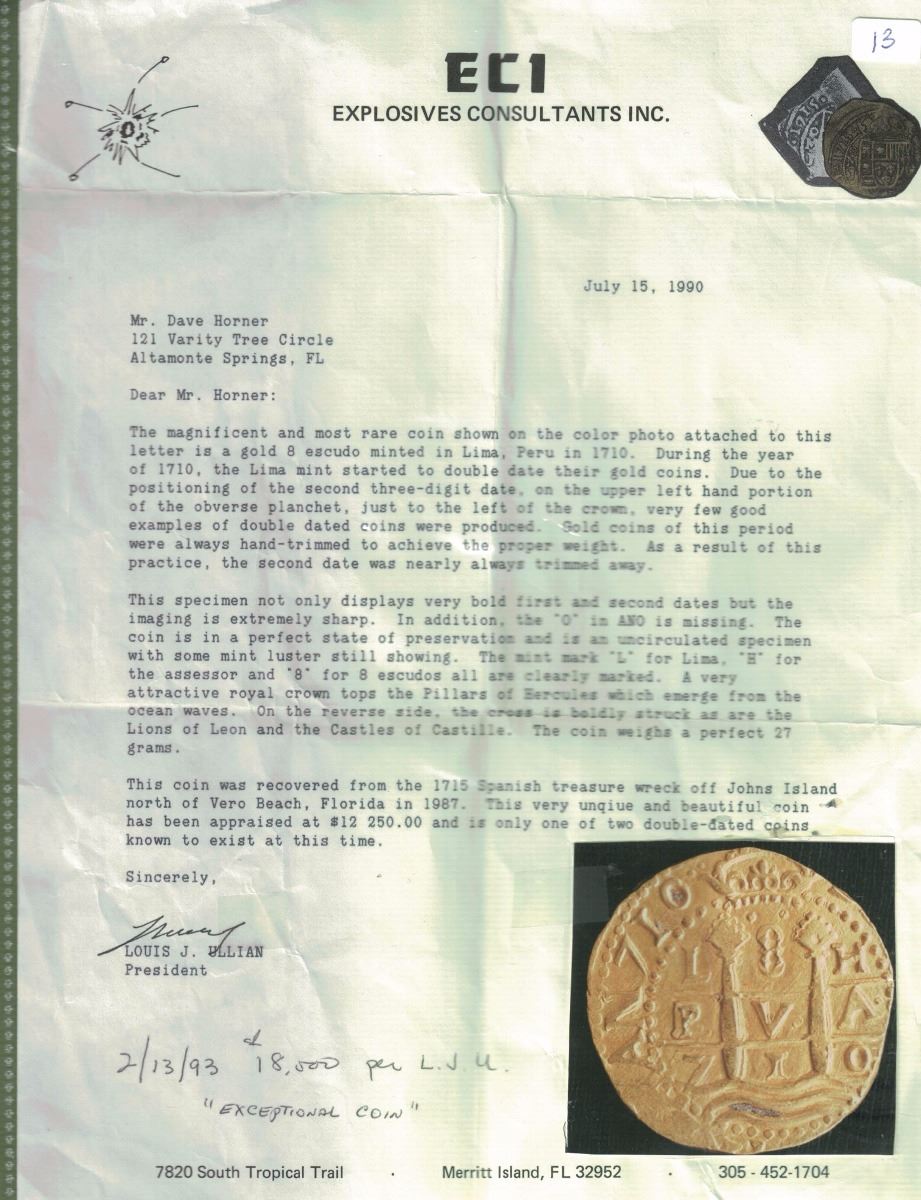 13
ECI
EXPLOSIVES CONSULTANTS INC.
July 15, 1990
Mr. Dave Horner
121 Varity Tree Circle
Altamonte Springs, FL
Dear Mr. Horner:
The magnificent and most rare coin shown on the color photo attached to this
letter is a gold 8 escudo minted in Lima, Peru in 1710. During the year
of 1710, the Lima mint started to double date their gold coins. Due to the
positioning of the second three-digit date, on the upper left hand portion
of the obverse planchet, just to the left of the crown, very few good
examples of double dated coins were produced. Gold coins of this period
were always hand-trimmed to achieve the proper weight. As a result of this
practice, the second date was nearly always trimmed away.
This specimen not only displays very bold first and second dates but the
imaging is extremely sharp. In addition, the "O" in ANO is missing. The
coin is in a perfect state of preservation and is an uncirculated specimen
with some mint luster still showing. The mint mark "L" for Lima, "H" for
the assessor and "8" for 8 escudos all are clearly marked. A very
attractive royal crown tops the Pillars of Hercules which emerge from the
ocean waves. On the reverse side, the cross is boldly struck as are the
Lions of Leon and the Castles of Castille. The coin weighs a perfect 27
grams.
This coin was recovered from the 1715 Spanish treasure wreck off Johns Island
north of Vero Beach, Florida in 1987. This very unqiue and beautiful coin
has been appraised at $12 250.00 and is only one of two double-dated coins
known to exist at this time.
Sincerely,
LOUIS J. ULLIAN
President
2/13/93 18,000 per L.J.U.
"EXCEPTIONAL COIN"
710
L 8 H
P V A
7 1 0
7820 South Tropical Trail · Merritt Island, FL 32952 · 305 - 452-1704